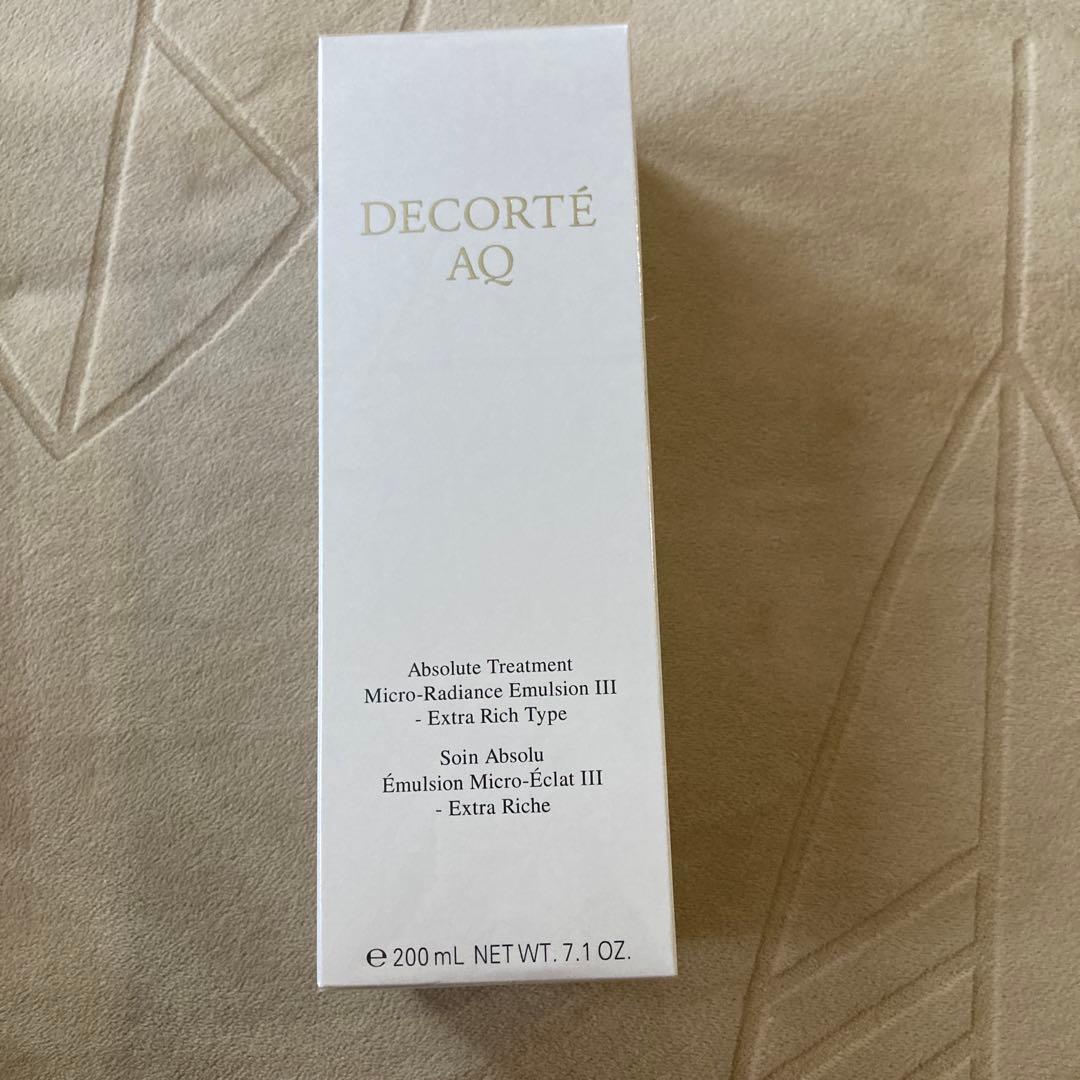 DECORTÉ
AQ
Absolute Treatment
Micro-Radiance Emulsion III
- Extra Rich Type
Soin Absolu
Émulsion Micro-Éclat III
- Extra Riche
℮ 200 mL NET WT. 7.1 OZ.